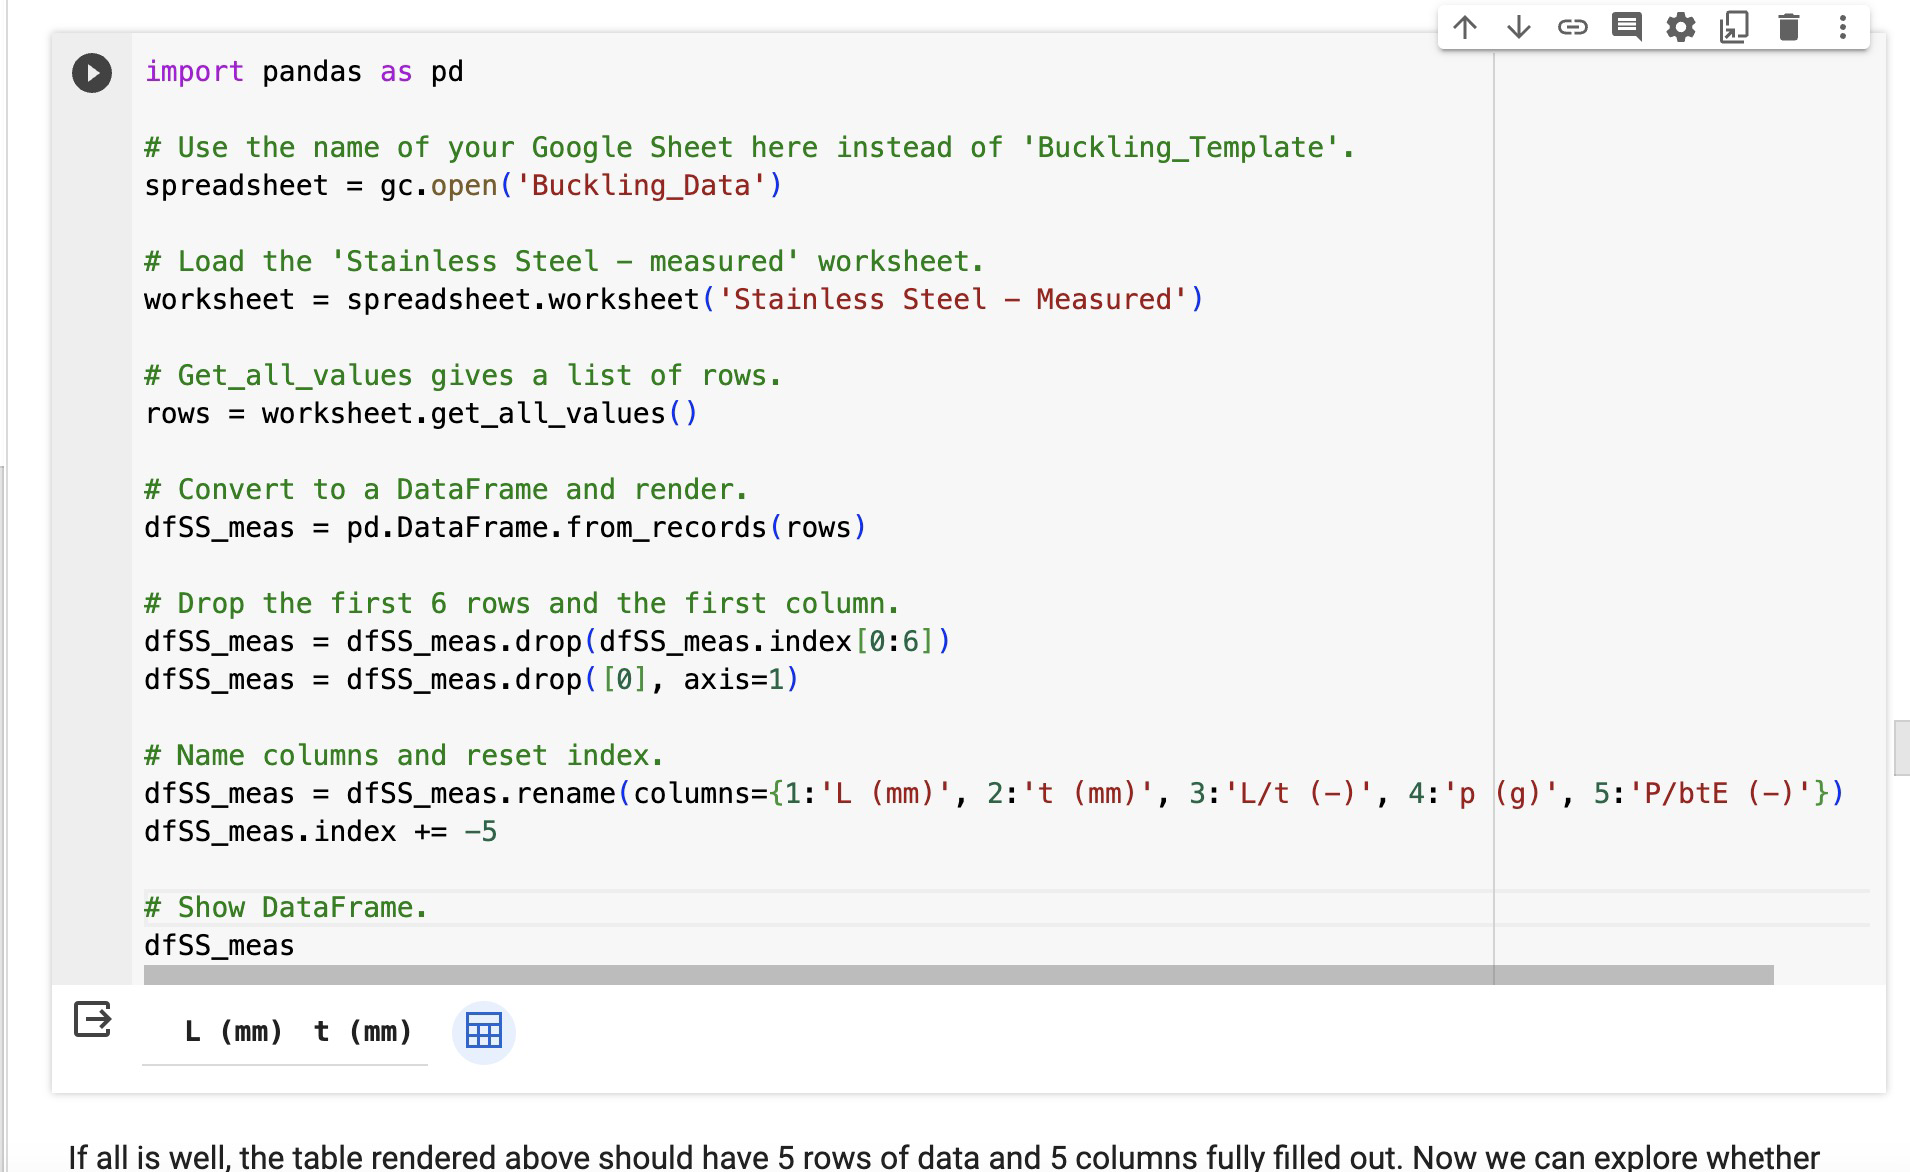 import pandas as pd
# Use the name of your Google Sheet here instead of 'Buckling_Template'.
spreadsheet = gc.open('Buckling_Data')
# Load the 'Stainless Steel - measured' worksheet.
worksheet = spreadsheet.worksheet('Stainless Steel - Measured')
# Get_all_values gives a list of rows.
rows = worksheet.get_all_values()
# Convert to a DataFrame and render.
dfSS_meas = pd.DataFrame.from_records(rows)
# Drop the first 6 rows and the first column.
dfSS_meas = dfSS_meas.drop(dfSS_meas.index[0:6])
dfSS_meas = dfSS_meas.drop([0], axis=1)
# Name columns and reset index.
dfSS_meas = dfSS_meas.rename(columns={1:'L (mm)', 2:'t (mm)', 3:'L/t (-)', 4:'p (g)', 5:'P/btE (-)'})
dfSS_meas.index += -5
# Show DataFrame.
dfSS_meas
L (mm) t (mm)
If all is well, the table rendered above should have 5 rows of data and 5 columns fully filled out. Now we can explore whether